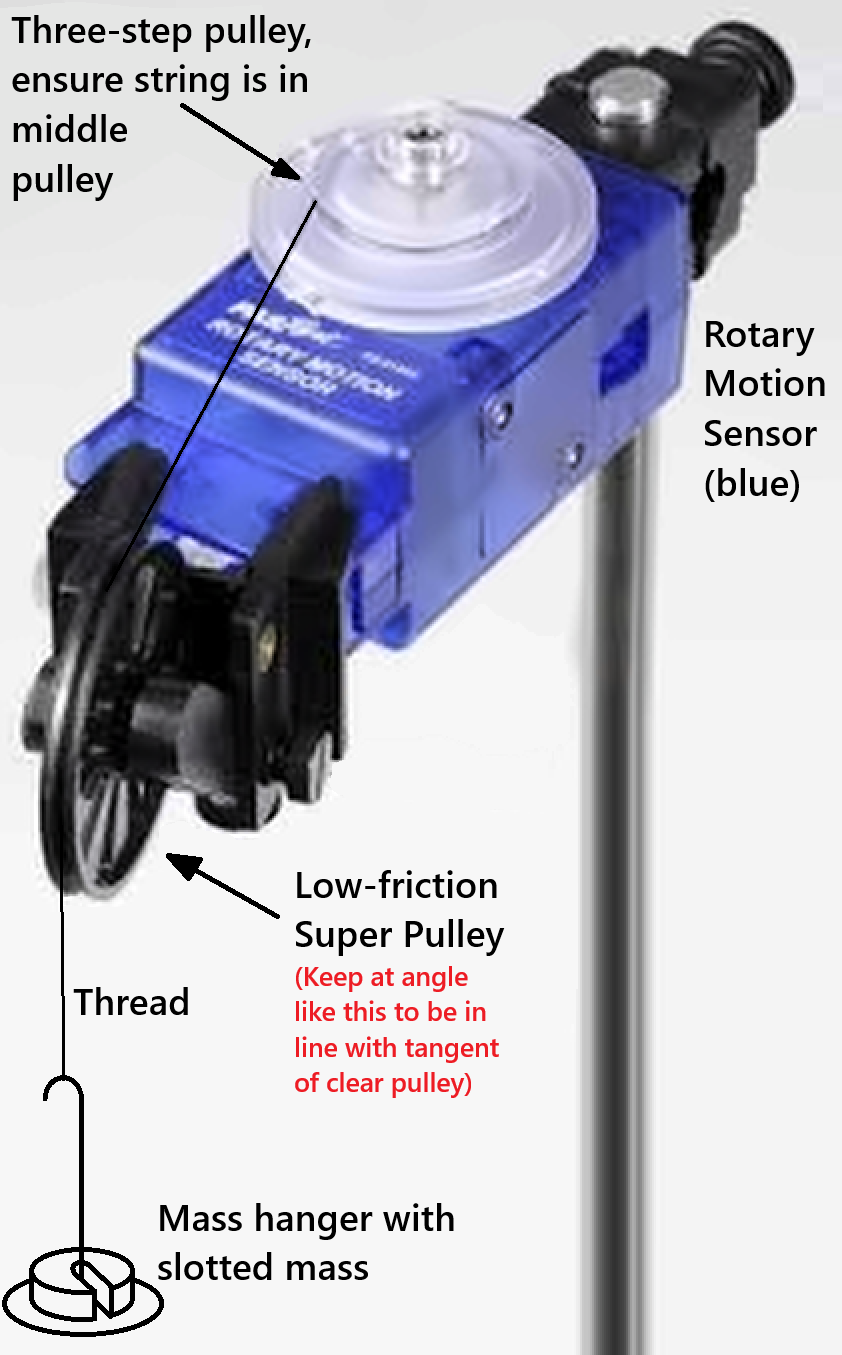 Three-step pulley,
ensure string is in
middle
pulley
ROTARY MOTION
SENSOR
Rotary
Motion
Sensor
(blue)
Low-friction
Super Pulley
(Keep at angle
like this to be in
line with tangent
of clear pulley)
Thread
Mass hanger with
slotted mass